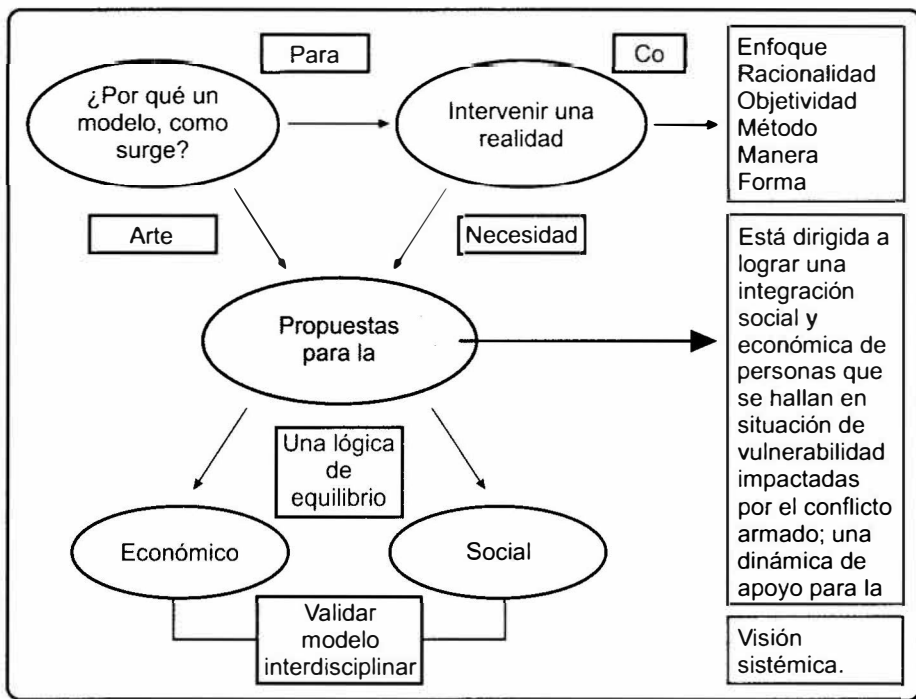 Para
Co
¿Por qué un
modelo, como
surge?
Intervenir una
realidad
Enfoque
Racionalidad
Objetividad
Método
Manera
Forma
Arte
Necesidad
Propuestas
para la
Está dirigida a
lograr una
integración
social y
económica de
personas que
se hallan en
situación de
vulnerabilidad
impactadas
por el conflicto
armado; una
dinámica de
apoyo para la
Una lógica
de
equilibrio
Económico
Social
Validar
modelo
interdisciplinar
Visión
sistémica.